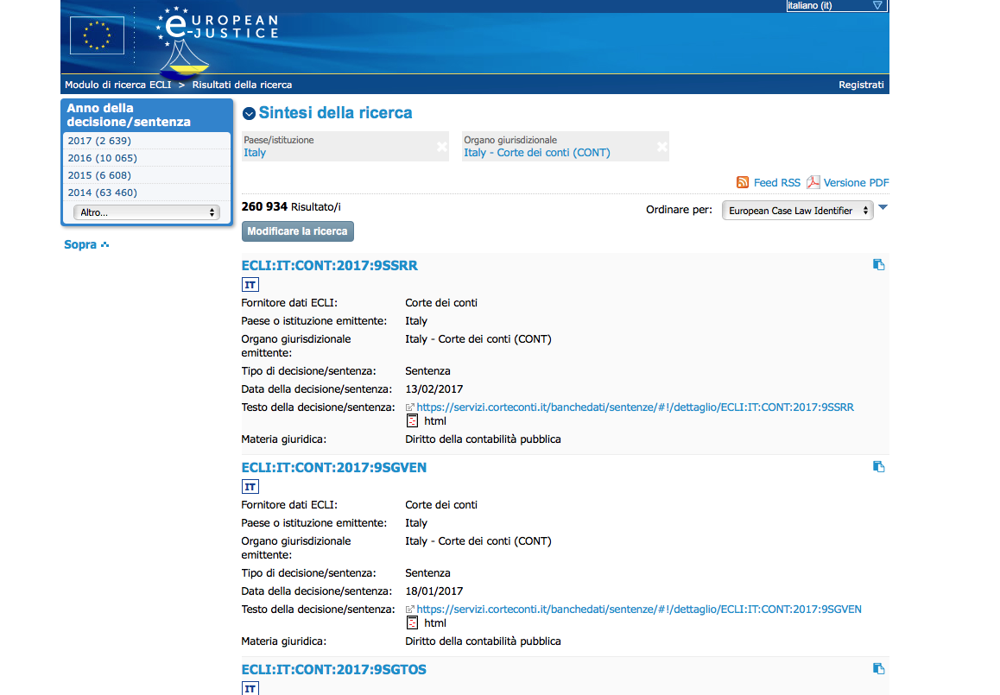 italiano (it)
EUROPEAN
e-JUSTICE
Modulo di ricerca ECLI > Risultati della ricerca
Registrati
Anno della
decisione/sentenza
2017 (2 639)
2016 (10 065)
2015 (6 608)
2014 (63 460)
Altro...
Sopra
Sintesi della ricerca
Paese/istituzione
Italy
Organo giurisdizionale
Italy - Corte dei conti (CONT)
Feed RSS
Versione PDF
260 934 Risultato/i
Ordinare per:
European Case Law Identifier
Modificare la ricerca
ECLI:IT:CONT:2017:9SSRR
IT
Fornitore dati ECLI: Corte dei conti
Paese o istituzione emittente: Italy
Organo giurisdizionale Italy - Corte dei conti (CONT)
emittente:
Tipo di decisione/sentenza: Sentenza
Data della decisione/sentenza: 13/02/2017
Testo della decisione/sentenza: https://servizi.corteconti.it/banchedati/sentenze/#!/dettaglio/ECLI:IT:CONT:2017:9SSRR
html
Materia giuridica: Diritto della contabilità pubblica
ECLI:IT:CONT:2017:9SGVEN
IT
Fornitore dati ECLI: Corte dei conti
Paese o istituzione emittente: Italy
Organo giurisdizionale Italy - Corte dei conti (CONT)
emittente:
Tipo di decisione/sentenza: Sentenza
Data della decisione/sentenza: 18/01/2017
Testo della decisione/sentenza: https://servizi.corteconti.it/banchedati/sentenze/#!/dettaglio/ECLI:IT:CONT:2017:9SGVEN
html
Materia giuridica: Diritto della contabilità pubblica
ECLI:IT:CONT:2017:9SGTOS
IT